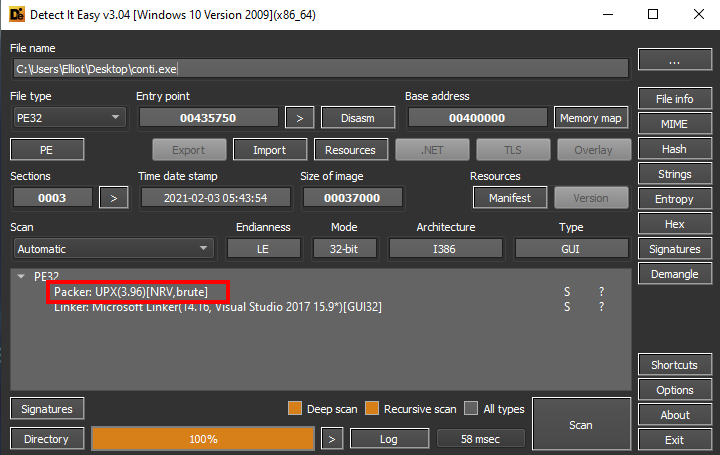 Detect It Easy v3.04 [Windows 10 Version 2009](x86_64)
File name
C:\Users\Elliot\Desktop\conti.exe
...
File type
Entry point
Base address
PE32
00435750
>
Disasm
00400000
Memory map
File info
MIME
PE
Export
Import
Resources
.NET
TLS
Overlay
Hash
Sections
Time date stamp
Size of image
Resources
Strings
0003
>
2021-02-03 05:43:54
00037000
Manifest
Version
Entropy
Scan
Endianness
Mode
Architecture
Type
Hex
Automatic
LE
32-bit
I386
GUI
Signatures
PE32
Demangle
Packer: UPX(3.96)[NRV,brute]
S
?
Linker: Microsoft Linker(14.16, Visual Studio 2017 15.9*)[GUI32]
S
?
Shortcuts
Options
Signatures
Deep scan
Recursive scan
All types
Scan
About
Directory
100%
>
Log
58 msec
Exit